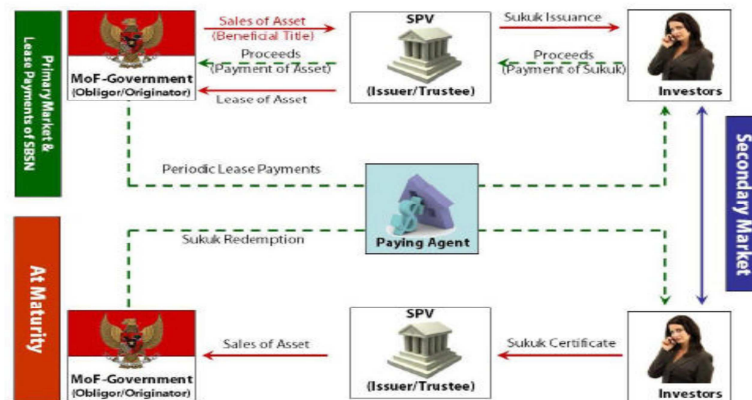 Primary Market &
Lease Payments of SBSN
MoF-Government
(Obligor/Originator)
Sales of Asset
(Beneficial Title)
Proceeds
(Payment of Asset)
Lease of Asset
SPV
(Issuer/Trustee)
Sukuk Issuance
Proceeds
(Payment of Sukuk)
Investors
Periodic Lease Payments
Paying Agent
Sukuk Redemption
Secondary Market
At Maturity
MoF-Government
(Obligor/Originator)
Sales of Asset
SPV
(Issuer/Trustee)
Sukuk Certificate
Investors